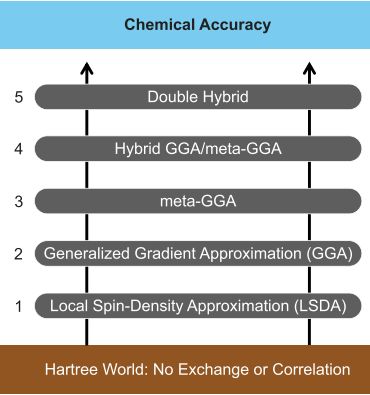 Chemical Accuracy
5 Double Hybrid
4 Hybrid GGA/meta-GGA
3 meta-GGA
2 Generalized Gradient Approximation (GGA)
1 Local Spin-Density Approximation (LSDA)
Hartree World: No Exchange or Correlation